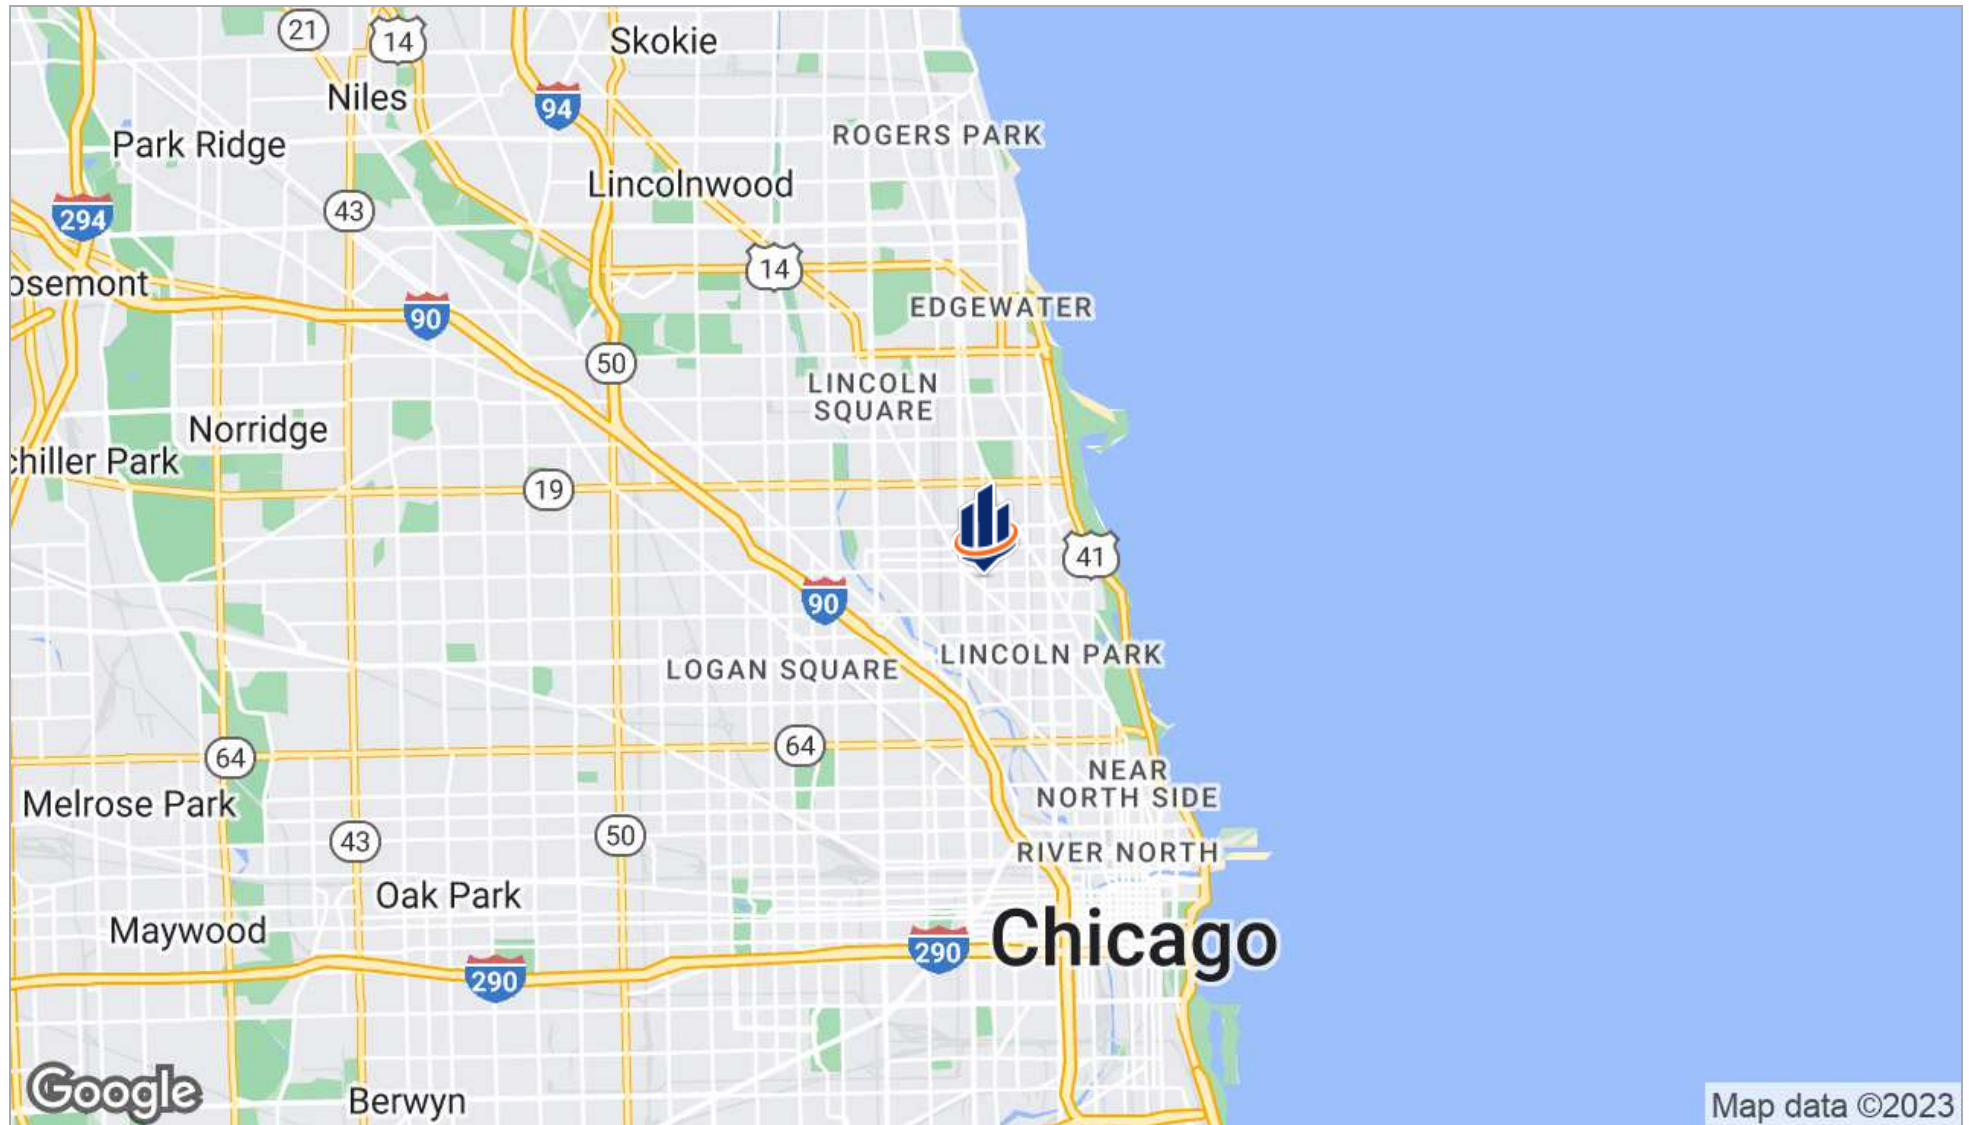 21
14
Skokie
Niles
94
Park Ridge
ROGERS PARK
Lincolnwood
43
294
14
osemont
EDGEWATER
90
50
LINCOLN
SQUARE
Norridge
chiller Park
19
41
90
LINCOLN PARK
LOGAN SQUARE
64
64
NEAR
NORTH SIDE
Melrose Park
43
50
RIVER NORTH
Oak Park
Maywood
Chicago
290
290
Google
Berwyn
Map data ©2023